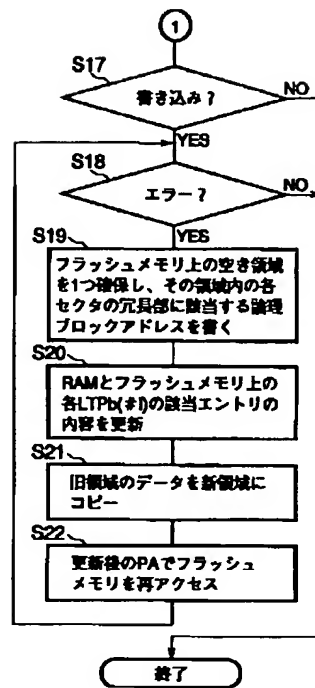 1
S17
書き込み?
NO
YES
S18
エラー?
NO
YES
S19
フラッシュメモリ上の空き領域
を1つ確保し、その領域内の各
セクタの冗長部に該当する論理
ブロックアドレスを書く
S20
RAMとフラッシュメモリ上の
各LTPb(#I)の該当エントリの
内容を更新
S21
旧領域のデータを新領域に
コピー
S22
更新後のPAでフラッシュ
メモリを再アクセス
終了